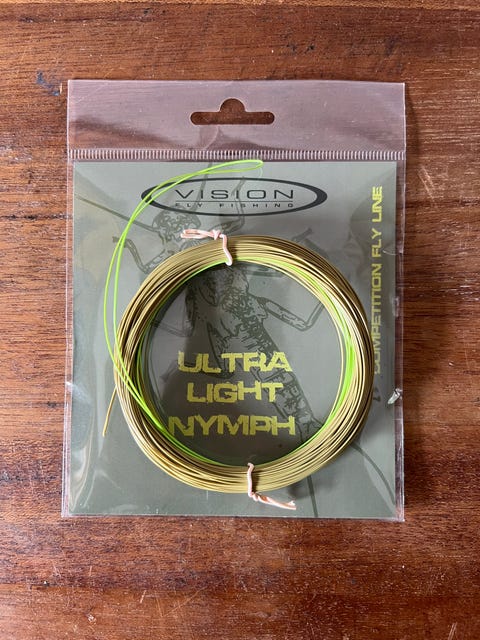 VISION
FLY FISHING
ULTRA
LIGHT
NYMPH
COMPETITION FLY LINE